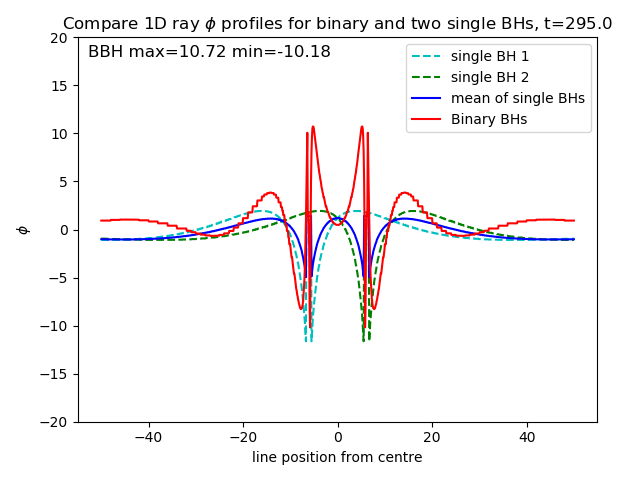 Compare 1D ray ϕ profiles for binary and two single BHs, t=295.0
BBH max=10.72 min=-10.18
single BH 1
single BH 2
mean of single BHs
Binary BHs
20
15
10
5
0
−5
−10
−15
−20
ϕ
−40
−20
0
20
40
line position from centre